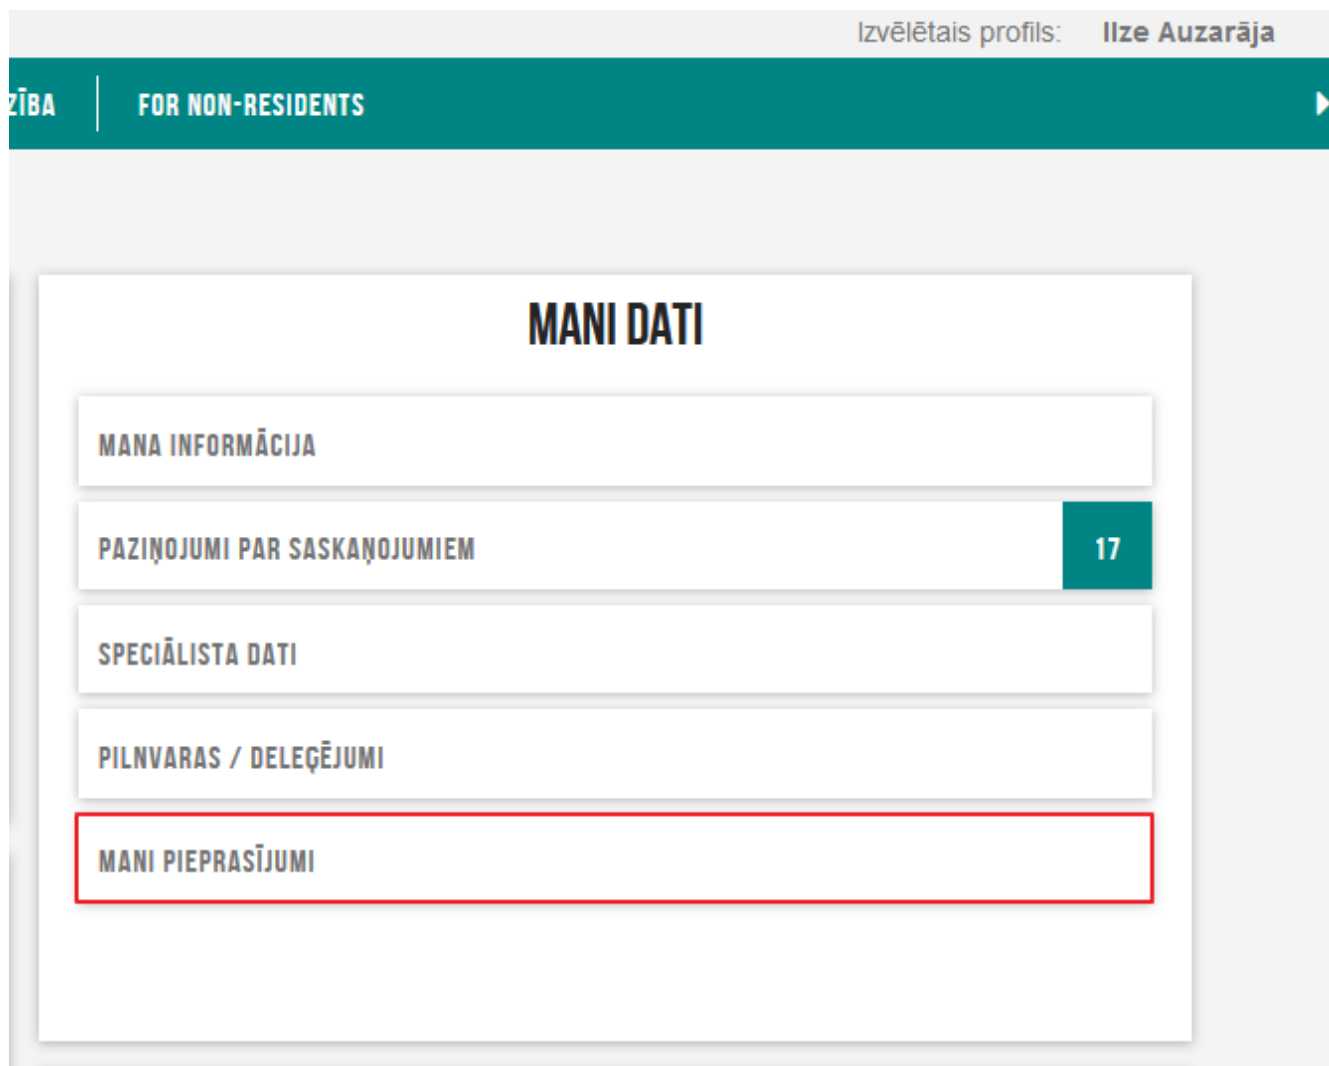 Izvēlētais profils: Ilze Auzarāja
ZĪBA FOR NON-RESIDENTS
MANI DATI
MANA INFORMĀCIJA
PAZIŅOJUMI PAR SASKAŅOJUMIEM 17
SPECIĀLISTA DATI
PILNVARAS / DELEĢĒJUMI
MANI PIEPRASĪJUMI